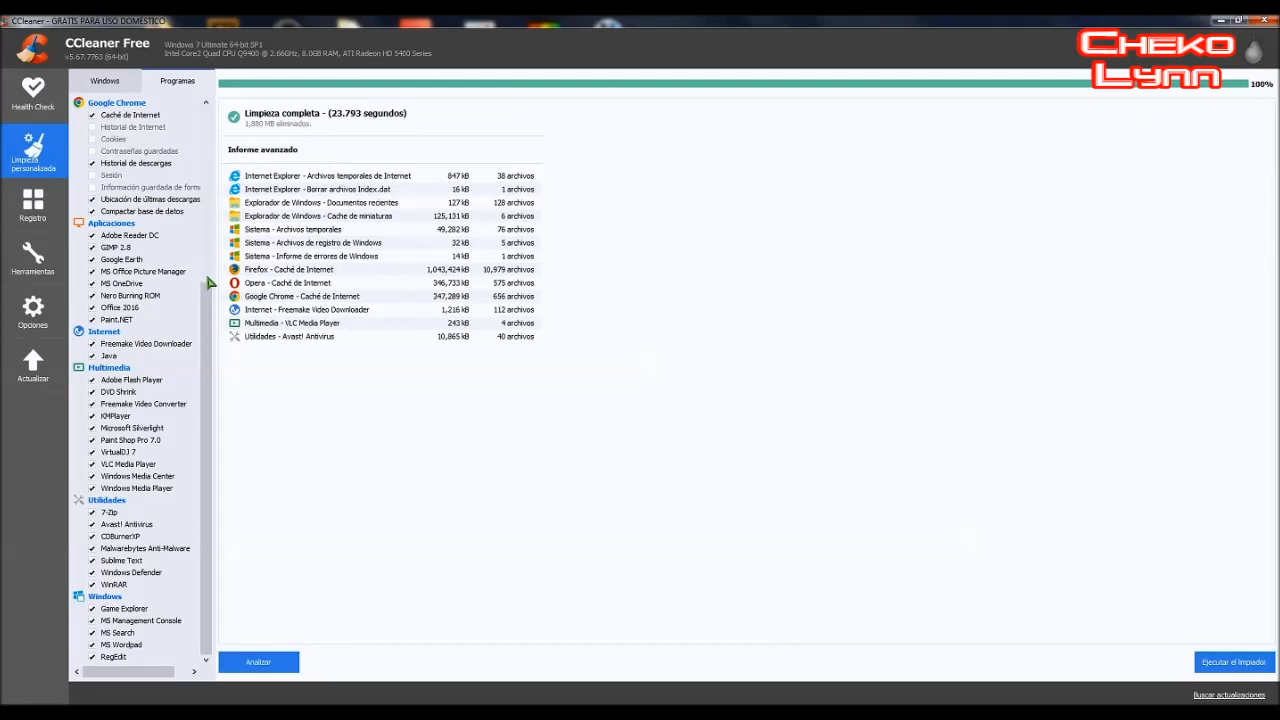 CCleaner - GRATIS PARA USO DOMÉSTICO
CCleaner Free
v5.67.7763 (64-bit)
Windows 7 Ultimate 64-bit SP1
Intel Core2 Quad CPU Q9400 @ 2.66GHz, 8.0GB RAM, ATI Radeon HD 5400 Series
Cheko
Lynn
Health Check
Limpieza
personalizada
Registro
Herramientas
Opciones
Actualizar
Windows
Programas
Google Chrome
Caché de Internet
Historial de Internet
Cookies
Contraseñas guardadas
Historial de descargas
Sesión
Información guardada de form
Ubicación de últimas descargas
Compactar base de datos
Aplicaciones
Adobe Reader DC
GIMP 2.8
Google Earth
MS Office Picture Manager
MS OneDrive
Nero Burning ROM
Office 2016
Paint.NET
Internet
Freemake Video Downloader
Java
Multimedia
Adobe Flash Player
DVD Shrink
Freemake Video Converter
KMPlayer
Microsoft Silverlight
Paint Shop Pro 7.0
VirtualDJ 7
VLC Media Player
Windows Media Center
Windows Media Player
Utilidades
7-Zip
Avast! Antivirus
CDBurnerXP
Malwarebytes Anti-Malware
Sublime Text
Windows Defender
WinRAR
Windows
Game Explorer
MS Management Console
MS Search
MS Wordpad
RegEdit
100%
Limpieza completa - (23.793 segundos)
1,880 MB eliminados.
Informe avanzado
Internet Explorer - Archivos temporales de Internet 847 kB 38 archivos
Internet Explorer - Borrar archivos Index.dat 16 kB 1 archivos
Explorador de Windows - Documentos recientes 127 kB 128 archivos
Explorador de Windows - Cache de miniaturas 125,131 kB 6 archivos
Sistema - Archivos temporales 49,282 kB 76 archivos
Sistema - Archivos de registro de Windows 32 kB 5 archivos
Sistema - Informe de errores de Windows 14 kB 1 archivos
Firefox - Caché de Internet 1,043,424 kB 10,979 archivos
Opera - Caché de Internet 346,733 kB 575 archivos
Google Chrome - Caché de Internet 347,289 kB 656 archivos
Internet - Freemake Video Downloader 1,216 kB 112 archivos
Multimedia - VLC Media Player 243 kB 4 archivos
Utilidades - Avast! Antivirus 10,865 kB 40 archivos
Analizar
Ejecutar el limpiador
Buscar actualizaciones